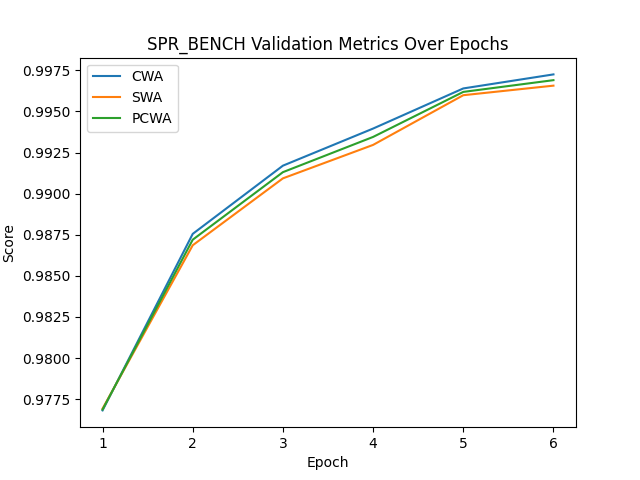 SPR_BENCH Validation Metrics Over Epochs
CWA
SWA
PCWA
0.9975
0.9950
0.9925
0.9900
0.9875
0.9850
0.9825
0.9800
0.9775
Score
1 2 3 4 5 6
Epoch